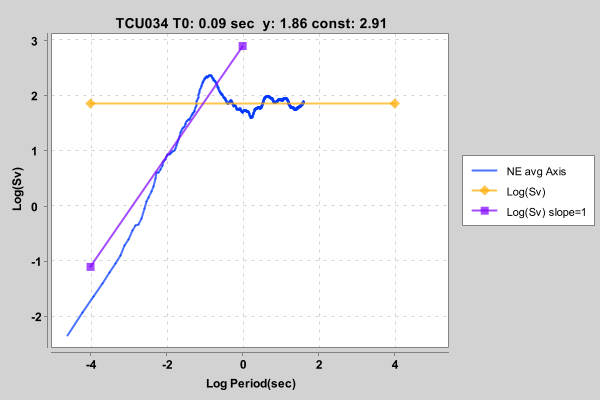 TCU034 T0: 0.09 sec y: 1.86 const: 2.91
3
2
1
0
-1
-2
Log(Sv)
-4
-2
0
2
4
Log Period(sec)
NE avg Axis
Log(Sv)
Log(Sv) slope=1